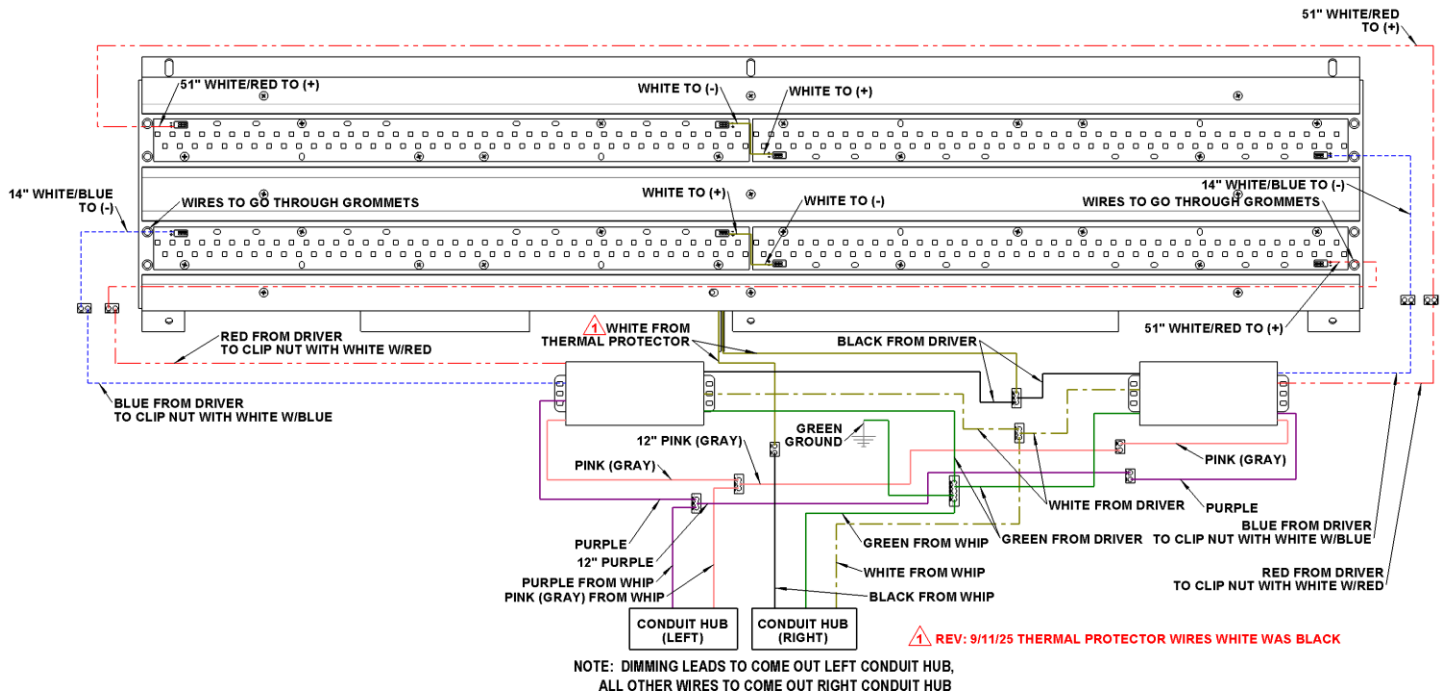 51" WHITE/RED
TO (+)
51" WHITE/RED TO (+)
WHITE TO (-)
WHITE TO (+)
14" WHITE/BLUE
TO (-)
WIRES TO GO THROUGH GROMMETS
WHITE TO (+)
WHITE TO (-)
14" WHITE/BLUE TO (-)
WIRES TO GO THROUGH GROMMETS
RED FROM DRIVER
TO CLIP NUT WITH WHITE W/RED
1
WHITE FROM
THERMAL PROTECTOR
BLACK FROM DRIVER
51" WHITE/RED TO (+)
BLUE FROM DRIVER
TO CLIP NUT WITH WHITE W/BLUE
GREEN
GROUND
12" PINK (GRAY)
PINK (GRAY)
PINK (GRAY)
WHITE FROM DRIVER
PURPLE
PURPLE
12" PURPLE
GREEN FROM WHIP
GREEN FROM DRIVER
BLUE FROM DRIVER
TO CLIP NUT WITH WHITE W/BLUE
PURPLE FROM WHIP
PINK (GRAY) FROM WHIP
WHITE FROM WHIP
BLACK FROM WHIP
RED FROM DRIVER
TO CLIP NUT WITH WHITE W/RED
CONDUIT HUB
(LEFT)
CONDUIT HUB
(RIGHT)
1 REV: 9/11/25 THERMAL PROTECTOR WIRES WHITE WAS BLACK
NOTE: DIMMING LEADS TO COME OUT LEFT CONDUIT HUB,
ALL OTHER WIRES TO COME OUT RIGHT CONDUIT HUB